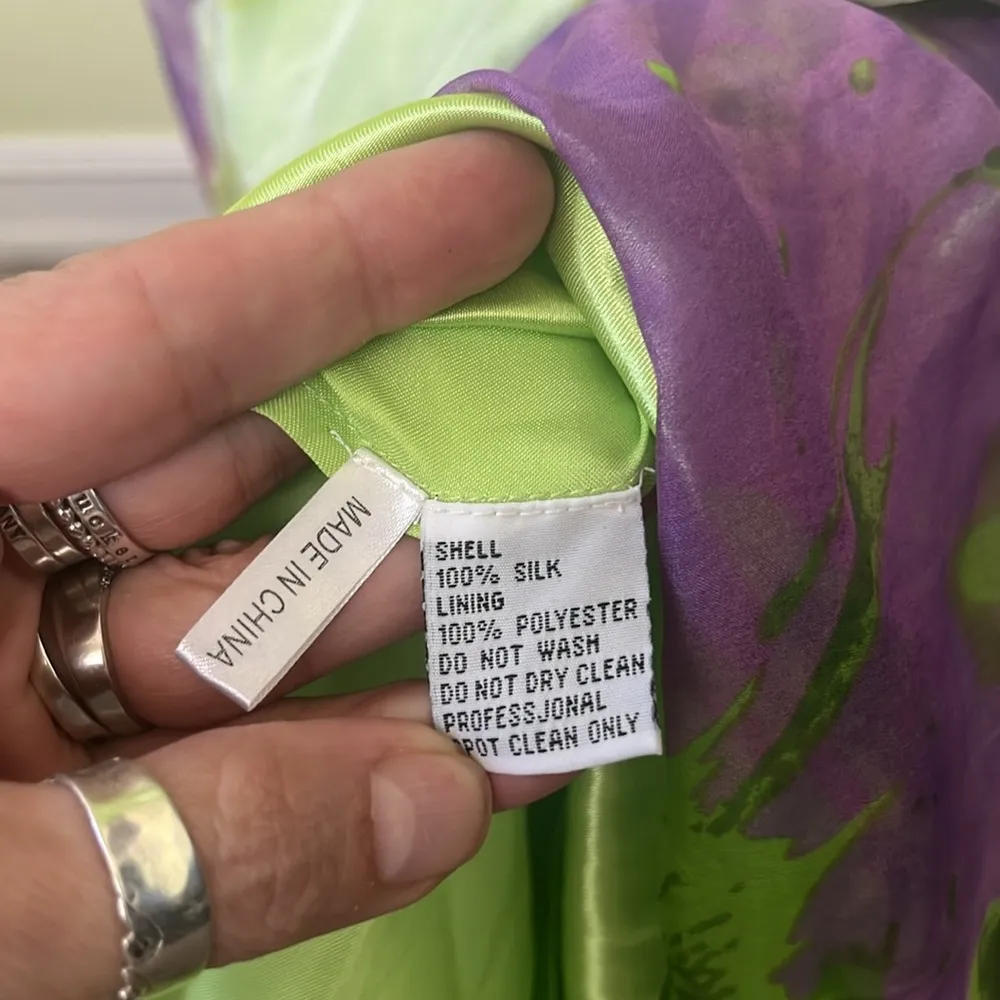 MADE IN CHINA
SHELL
100% SILK
LINING
100% POLYESTER
DO NOT WASH
DO NOT DRY CLEAN
PROFESSJONAL
SPOT CLEAN ONLY